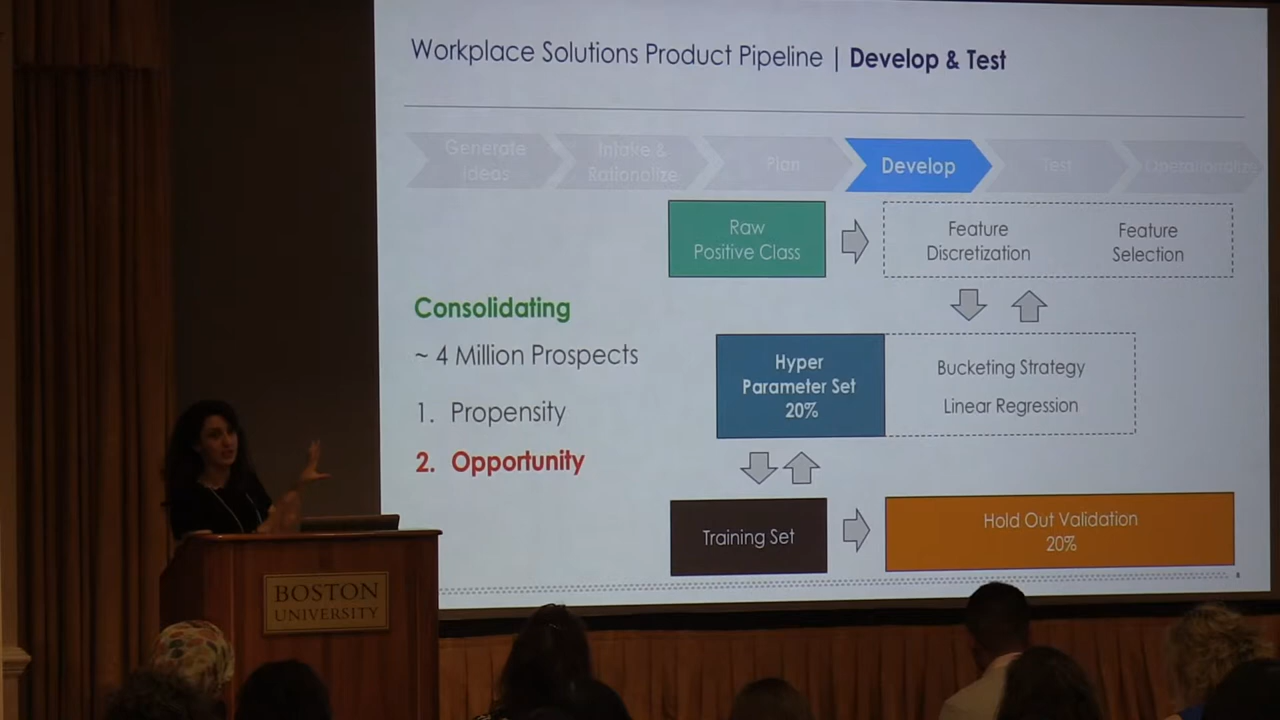 Workplace Solutions Product Pipeline | Develop & Test
Generate
Ideas
Intake &
Rationalize
Plan
Develop
Test
Operationalize
Raw
Positive Class
Feature
Discretization
Feature
Selection
Consolidating
~ 4 Million Prospects
1. Propensity
2. Opportunity
Hyper
Parameter Set
20%
Bucketing Strategy
Linear Regression
Training Set
Hold Out Validation
20%
8
BOSTON
UNIVERSITY